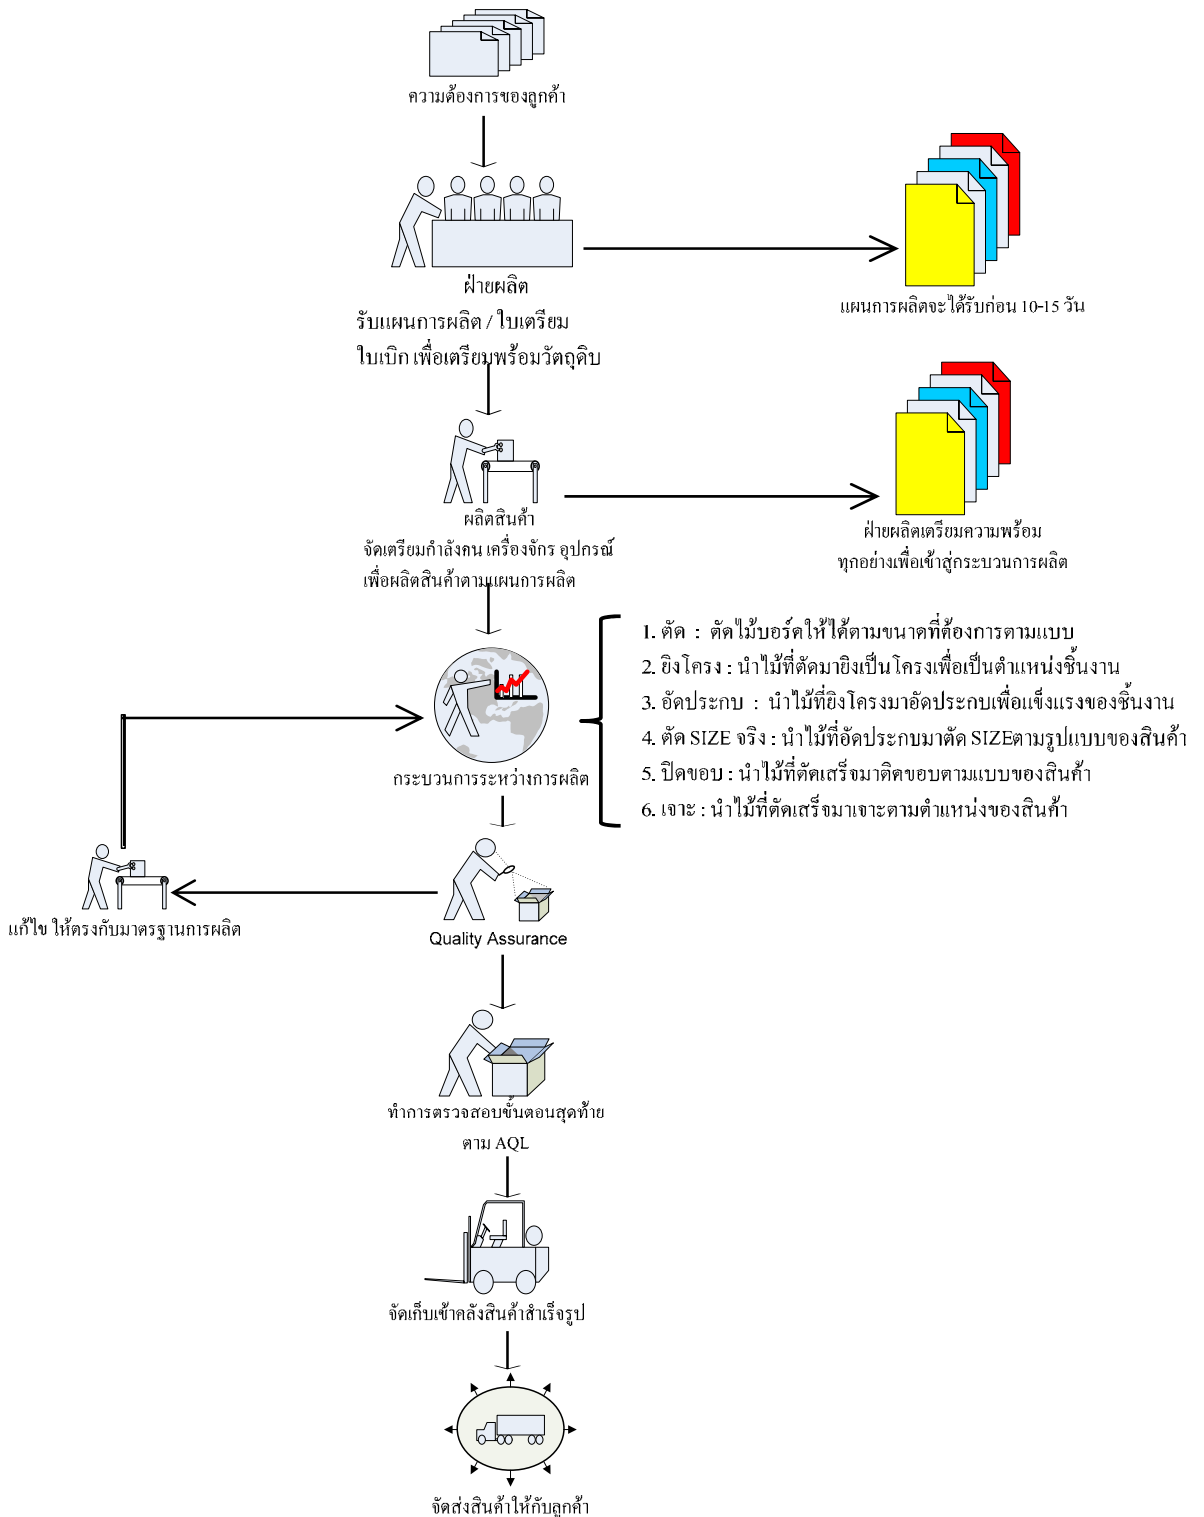 ความต้องการของลูกค้า
ฝ่ายผลิต
รับแผนการผลิต / ใบเตรียม
ใบเบิก เพื่อเตรียมพร้อมวัตถุดิบ
แผนการผลิตจะได้รับก่อน 10-15 วัน
ผลิตสินค้า
จัดเตรียมกำลังคน เครื่องจักร อุปกรณ์
เพื่อผลิตสินค้าตามแผนการผลิต
ฝ่ายผลิตเตรียมความพร้อม
ทุกอย่างเพื่อเข้าสู่กระบวนการผลิต
กระบวนการระหว่างการผลิต
1. ตัด : ตัดไม้บอร์ดให้ได้ตามขนาดที่ต้องการตามแบบ
2. ยิงโครง : นำไม้ที่ตัดมายิงเป็นโครงเพื่อเป็นตำแหน่งชิ้นงาน
3. อัดประกบ : นำไม้ที่ยิงโครงมาอัดประกบเพื่อแข็งแรงของชิ้นงาน
4. ตัด SIZE จริง : นำไม้ที่อัดประกบมาตัด SIZEตามรูปแบบของสินค้า
5. ปิดขอบ : นำไม้ที่ตัดเสร็จมาติดขอบตามแบบของสินค้า
6. เจาะ : นำไม้ที่ตัดเสร็จมาเจาะตามตำแหน่งของสินค้า
แก้ไข ให้ตรงกับมาตรฐานการผลิต
Quality Assurance
ทำการตรวจสอบขั้นตอนสุดท้าย
ตาม AQL
จัดเก็บเข้าคลังสินค้าสำเร็จรูป
จัดส่งสินค้าให้กับลูกค้า